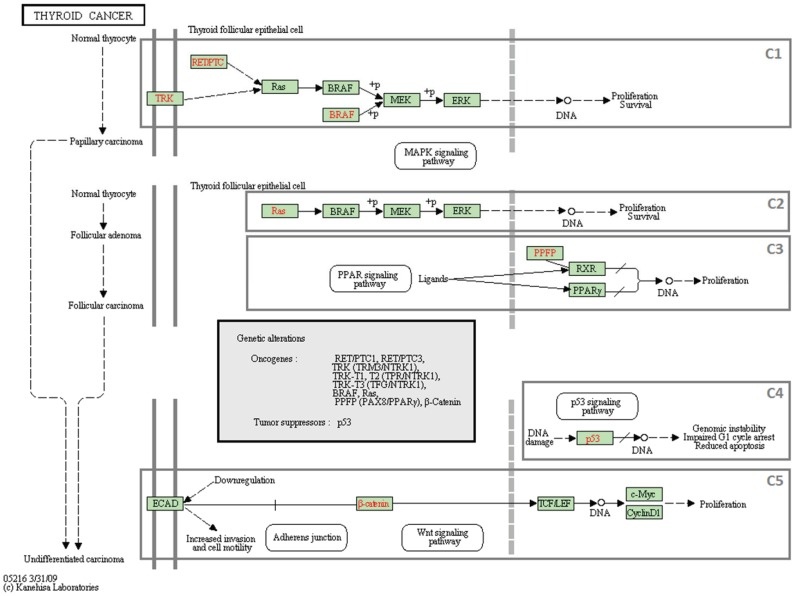 THYROID CANCER
Normal thyrocyte
Thyroid follicular epithelial cell
C1
RET/PTC
TRK
Ras
BRAF
+p
BRAF
+p
MEK
+p
ERK
DNA
Proliferation
Survival
Papillary carcinoma
MAPK signaling
pathway
Normal thyrocyte
Thyroid follicular epithelial cell
C2
Ras
BRAF
+p
MEK
+p
ERK
DNA
Proliferation
Survival
Follicular adenoma
C3
PPAR signaling
pathway
Ligands
PPFP
RXR
PPARγ
DNA
Proliferation
Follicular carcinoma
Genetic alterations
Oncogenes : RET/PTC1, RET/PTC3,
TRK (TRM3/NTRK1),
TRK-T1, T2 (TPR/NTRK1),
TRK-T3 (TFG/NTRK1),
BRAF, Ras,
PPFP (PAX8/PPARγ), β-Catenin
Tumor suppressors : p53
C4
p53 signaling
pathway
DNA
damage
p53
DNA
Genomic instability
Impaired G1 cycle arrest
Reduced apoptosis
C5
Downregulation
ECAD
β-catenin
TCF/LEF
DNA
c-Myc
CyclinD1
Proliferation
Increased invasion
and cell motility
Adherens junction
Wnt signaling
pathway
Undifferentiated carcinoma
05216 3/31/09
(c) Kanehisa Laboratories